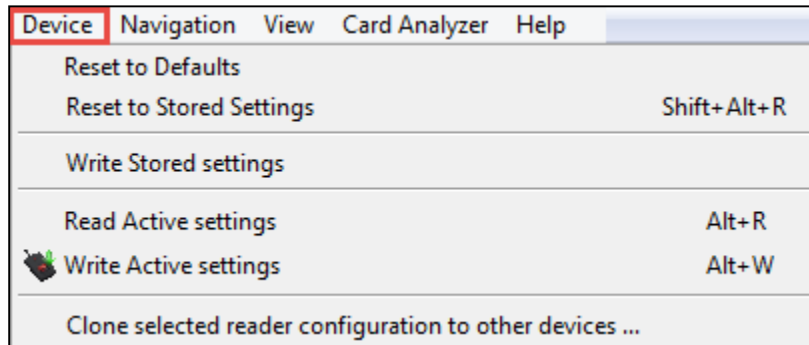 Device Navigation View Card Analyzer Help
Reset to Defaults
Reset to Stored Settings Shift+Alt+R
Write Stored settings
Read Active settings Alt+R
Write Active settings Alt+W
Clone selected reader configuration to other devices ...